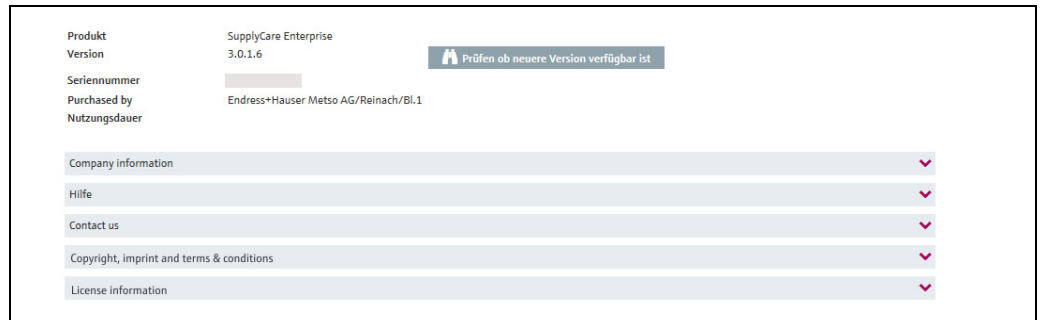 Produkt SupplyCare Enterprise
Version 3.0.1.6
Prüfen ob neuere Version verfügbar ist
Seriennummer
Purchased by Endress+Hauser Metso AG/Reinach/Bl.1
Nutzungsdauer
Company information
Hilfe
Contact us
Copyright, imprint and terms & conditions
License information